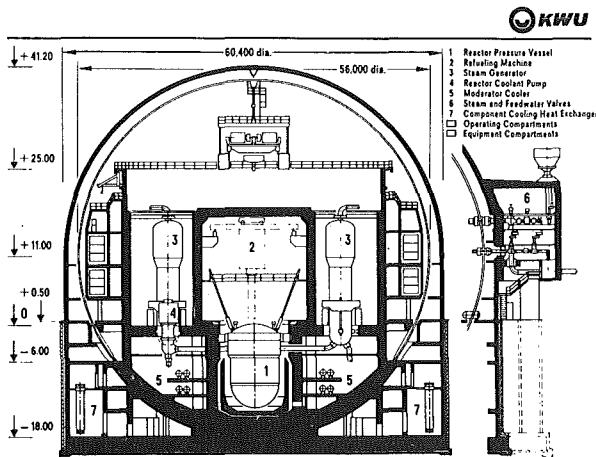 KWU
60,400 dia.
56,000 dia.
+ 41.20
+ 25.00
+ 11.00
+ 0.50
0
- 6.00
- 18.00
1 Reactor Pressure Vessel
2 Refueling Machine
3 Steam Generator
4 Reactor Coolant Pump
5 Moderator Cooler
6 Steam and Feedwater Valves
7 Component Cooling Heat Exchanger
Operating Compartments
Equipment Compartments
3
2
3
4
1
5
5
7
7
6